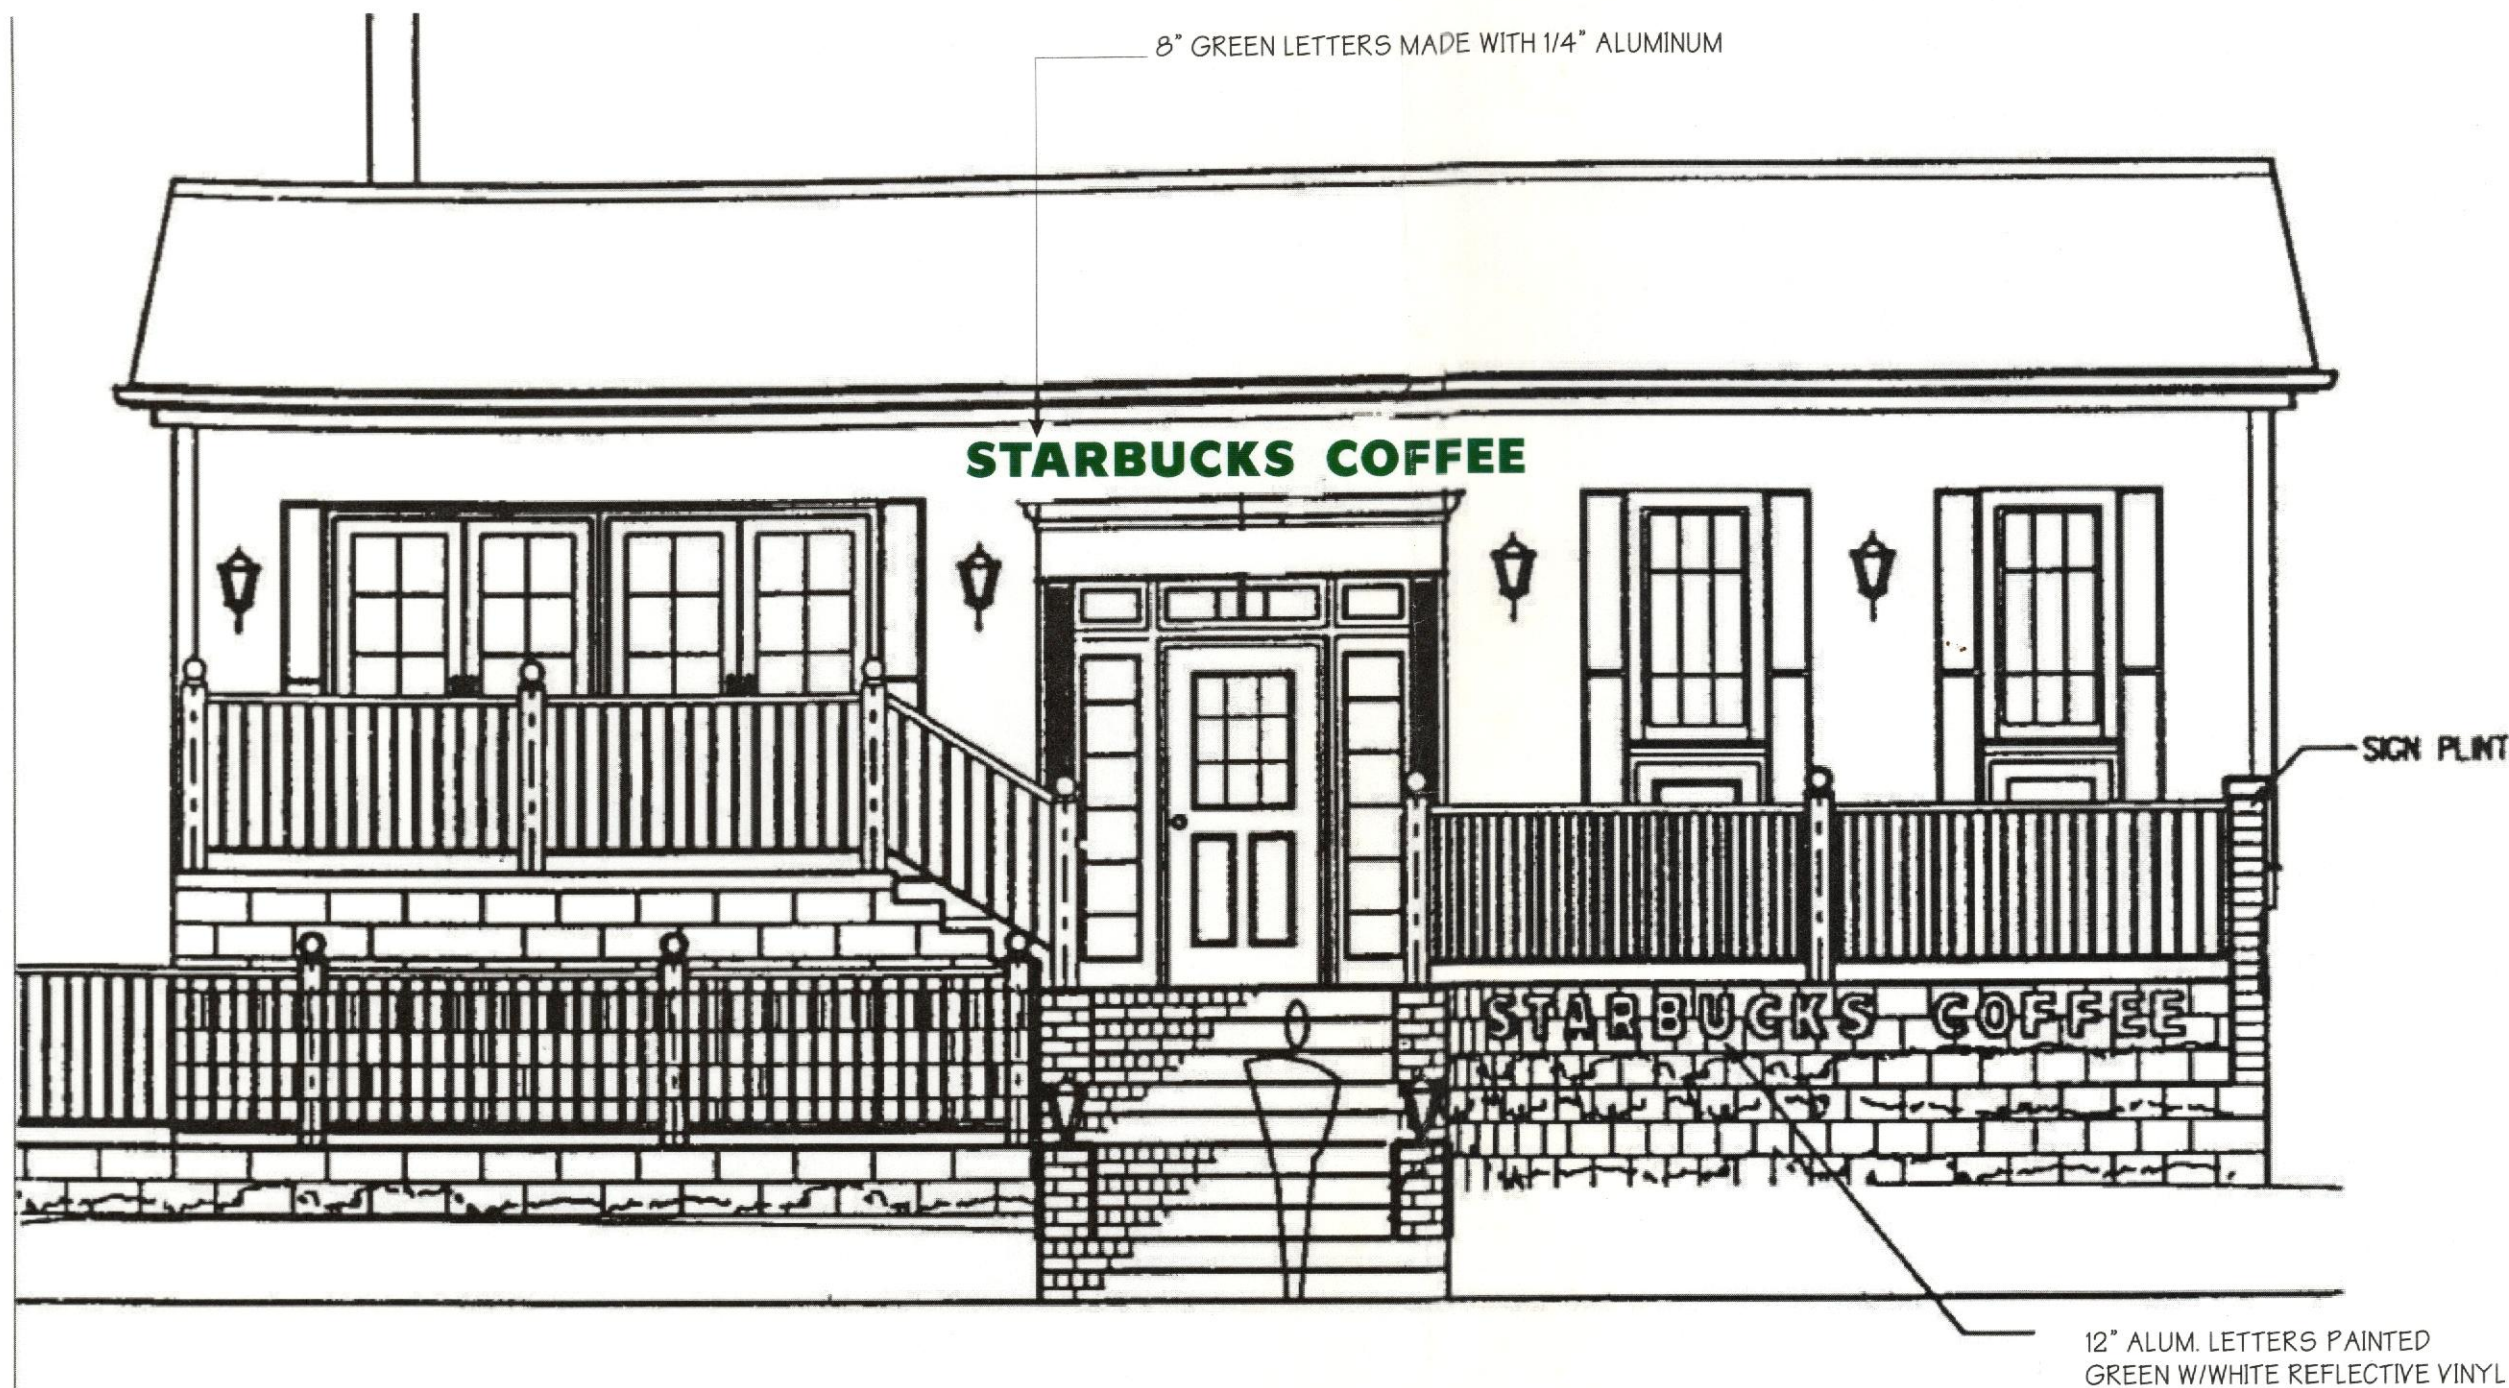 8" GREEN LETTERS MADE WITH 1/4" ALUMINUM
STARBUCKS COFFEE
SIGN PLINT
STARBUCKS COFFEE
12" ALUM. LETTERS PAINTED
GREEN W/WHITE REFLECTIVE VINYL